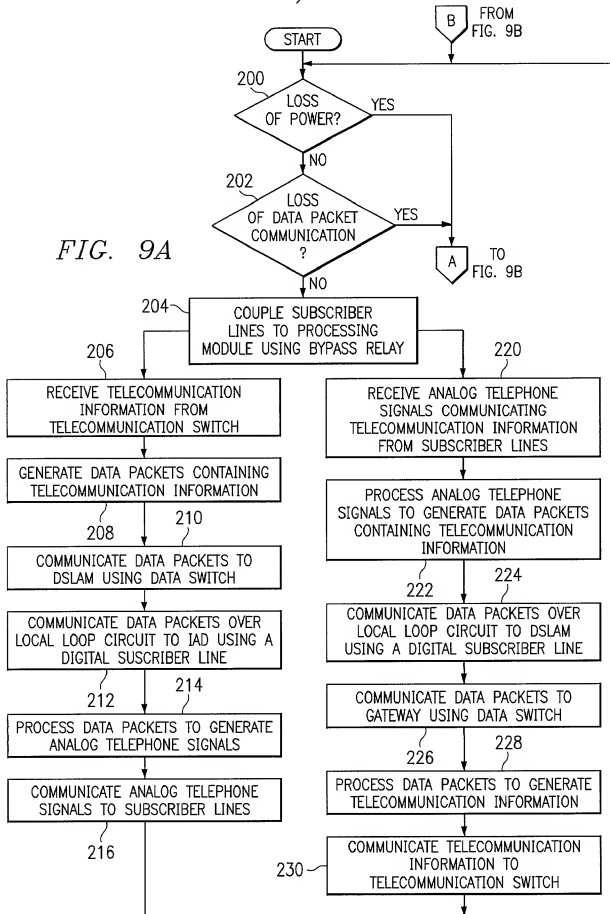 START
B
FROM
FIG. 9B
200
LOSS
OF POWER?
YES
NO
202
LOSS
OF DATA PACKET
COMMUNICATION
?
YES
NO
A
TO
FIG. 9B
FIG. 9A
204
COUPLE SUBSCRIBER
LINES TO PROCESSING
MODULE USING BYPASS RELAY
206
RECEIVE TELECOMMUNICATION
INFORMATION FROM
TELECOMMUNICATION SWITCH
GENERATE DATA PACKETS CONTAINING
TELECOMMUNICATION INFORMATION
208
210
COMMUNICATE DATA PACKETS TO
DSLAM USING DATA SWITCH
COMMUNICATE DATA PACKETS OVER
LOCAL LOOP CIRCUIT TO IAD USING A
DIGITAL SUSCRIBER LINE
212
214
PROCESS DATA PACKETS TO GENERATE
ANALOG TELEPHONE SIGNALS
COMMUNICATE ANALOG TELEPHONE
SIGNALS TO SUBSCRIBER LINES
216
220
RECEIVE ANALOG TELEPHONE
SIGNALS COMMUNICATING
TELECOMMUNICATION INFORMATION
FROM SUBSCRIBER LINES
PROCESS ANALOG TELEPHONE
SIGNALS TO GENERATE DATA PACKETS
CONTAINING TELECOMMUNICATION
INFORMATION
222
224
COMMUNICATE DATA PACKETS OVER
LOCAL LOOP CIRCUIT TO DSLAM
USING A DIGITAL SUBSCRIBER LINE
COMMUNICATE DATA PACKETS TO
GATEWAY USING DATA SWITCH
226
228
PROCESS DATA PACKETS TO GENERATE
TELECOMMUNICATION INFORMATION
230
COMMUNICATE TELECOMMUNICATION
INFORMATION TO
TELECOMMUNICATION SWITCH